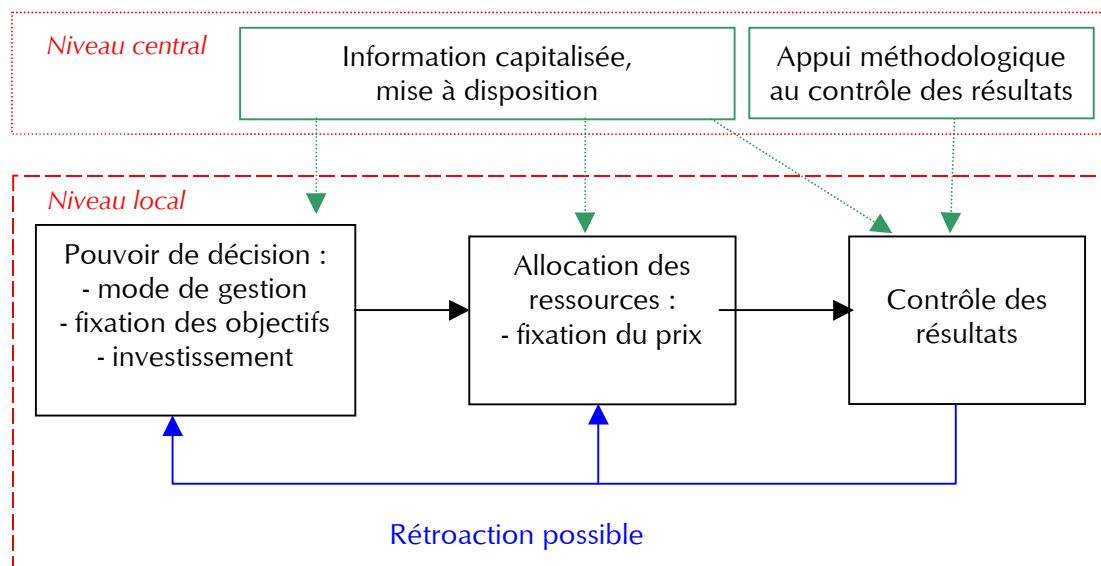 Niveau central
Information capitalisée,
mise à disposition
Appui méthodologique
au contrôle des résultats
Niveau local
Pouvoir de décision :
- mode de gestion
- fixation des objectifs
- investissement
Allocation des
ressources :
- fixation du prix
Contrôle des
résultats
Rétroaction possible